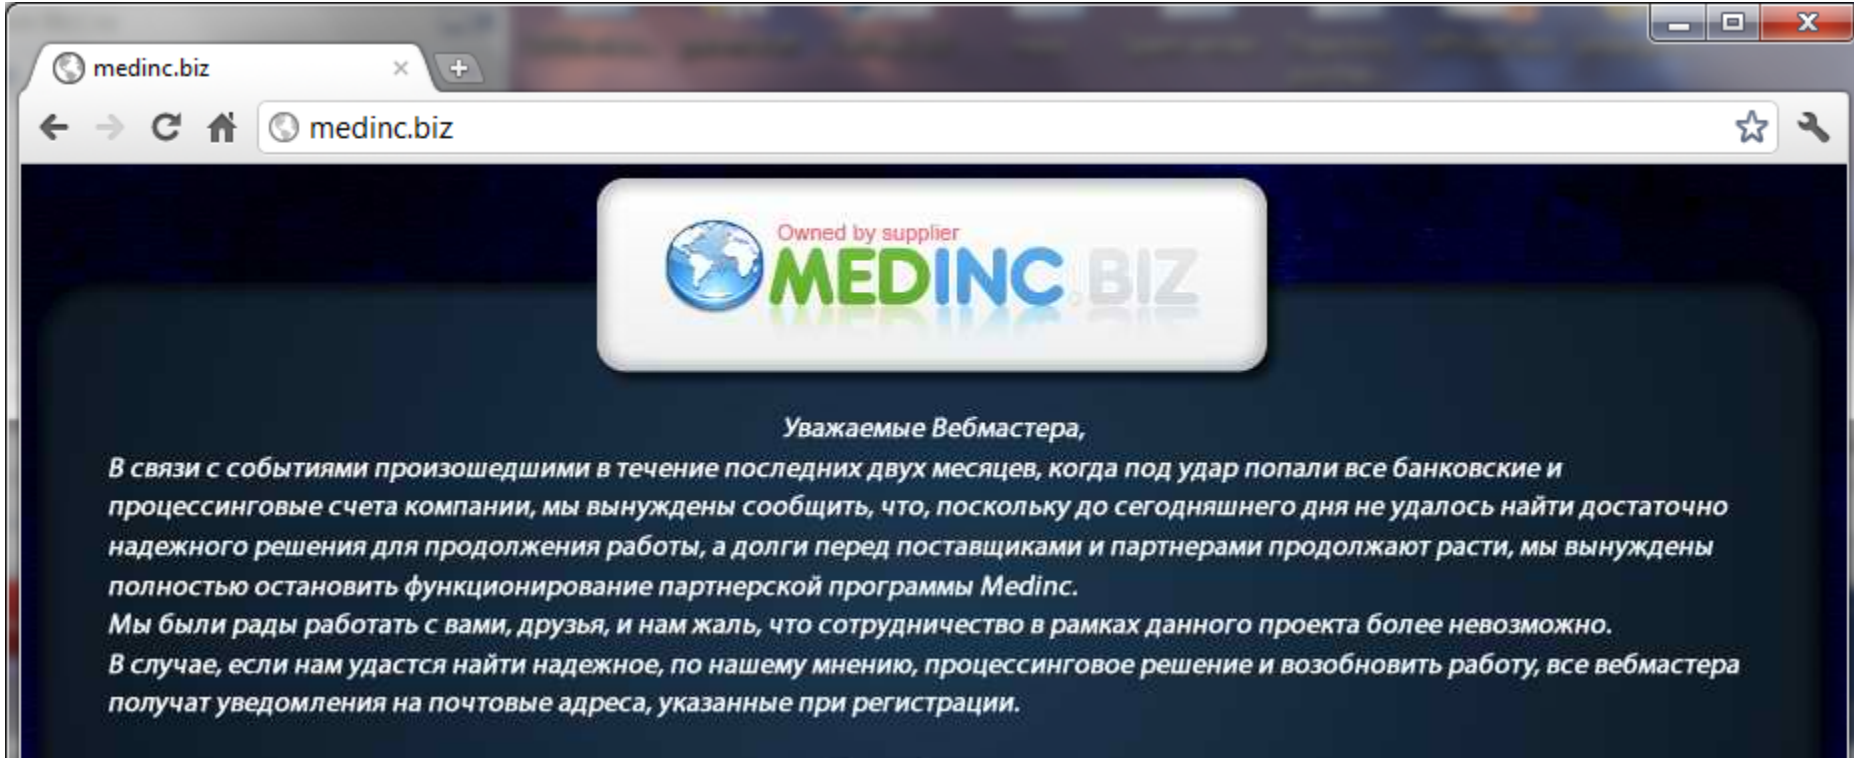 medinc.biz
medinc.biz
Owned by supplier
MEDINC.BIZ
Уважаемые Вебмастера,
В связи с событиями произошедшими в течение последних двух месяцев, когда под удар попали все банковские и
процессинговые счета компании, мы вынуждены сообщить, что, поскольку до сегодняшнего дня не удалось найти достаточно
надежного решения для продолжения работы, а долги перед поставщиками и партнерами продолжают расти, мы вынуждены
полностью остановить функционирование партнерской программы Medinc.
Мы были рады работать с вами, друзья, и нам жаль, что сотрудничество в рамках данного проекта более невозможно.
В случае, если нам удастся найти надежное, по нашему мнению, процессинговое решение и возобновить работу, все вебмастера
получат уведомления на почтовые адреса, указанные при регистрации.